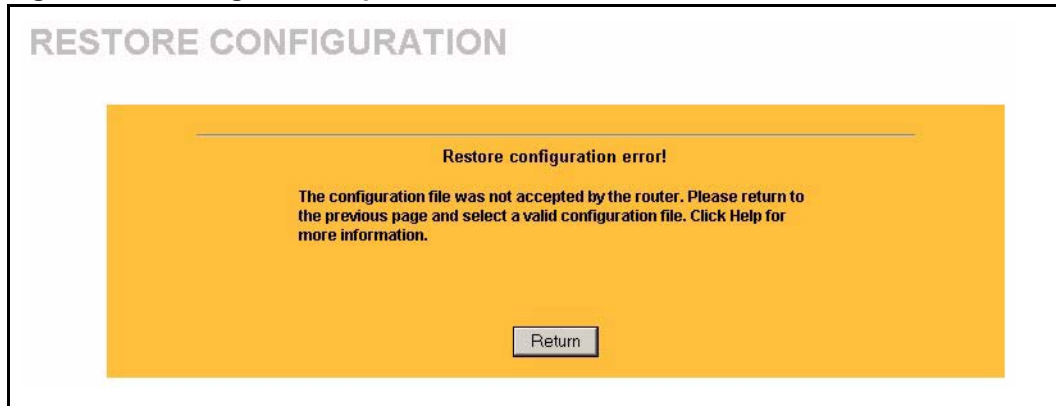 RESTORE CONFIGURATION
Restore configuration error!
The configuration file was not accepted by the router. Please return to
the previous page and select a valid configuration file. Click Help for
more information.
Return